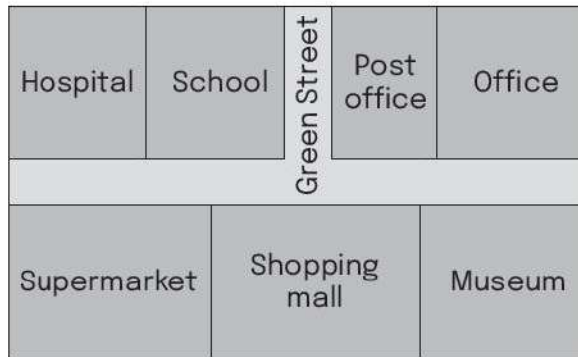 Hospital
School
Green Street
Post
office
Office
Supermarket
Shopping
mall
Museum